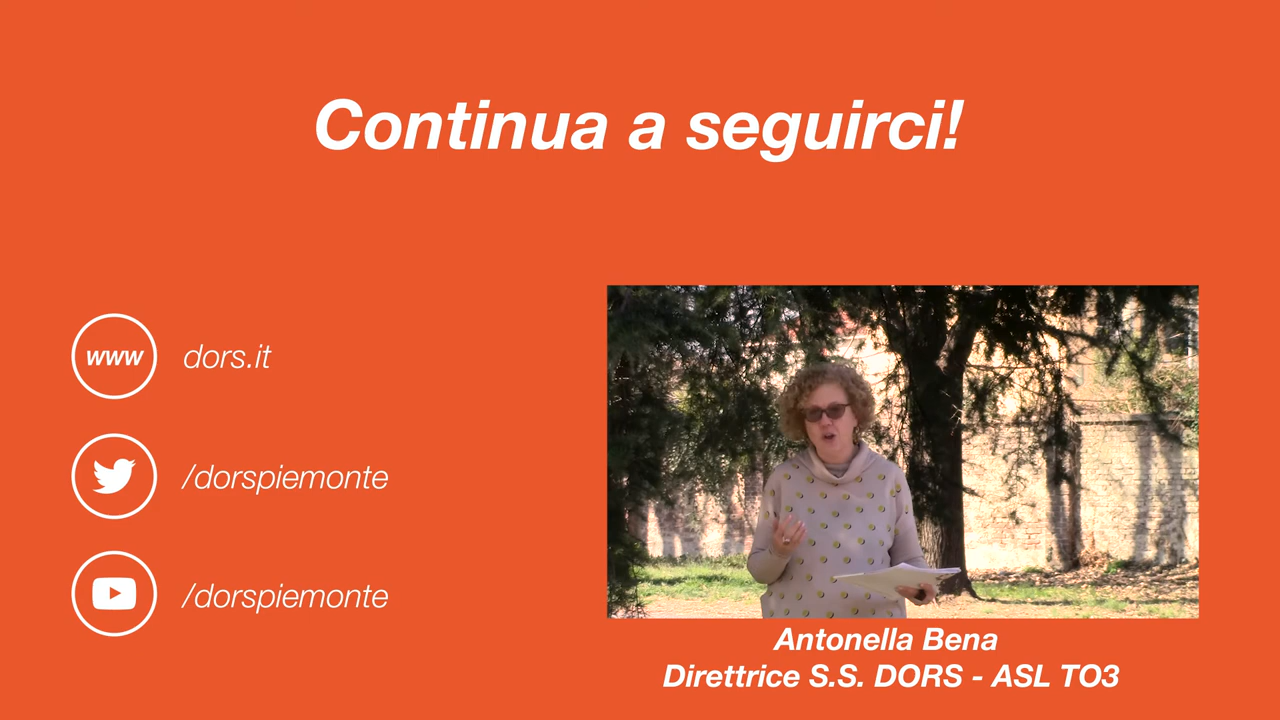 Continua a seguirci!
www dors.it
/dorspiemonte
/dorspiemonte
Antonella Bena
Direttrice S.S. DORS - ASL TO3